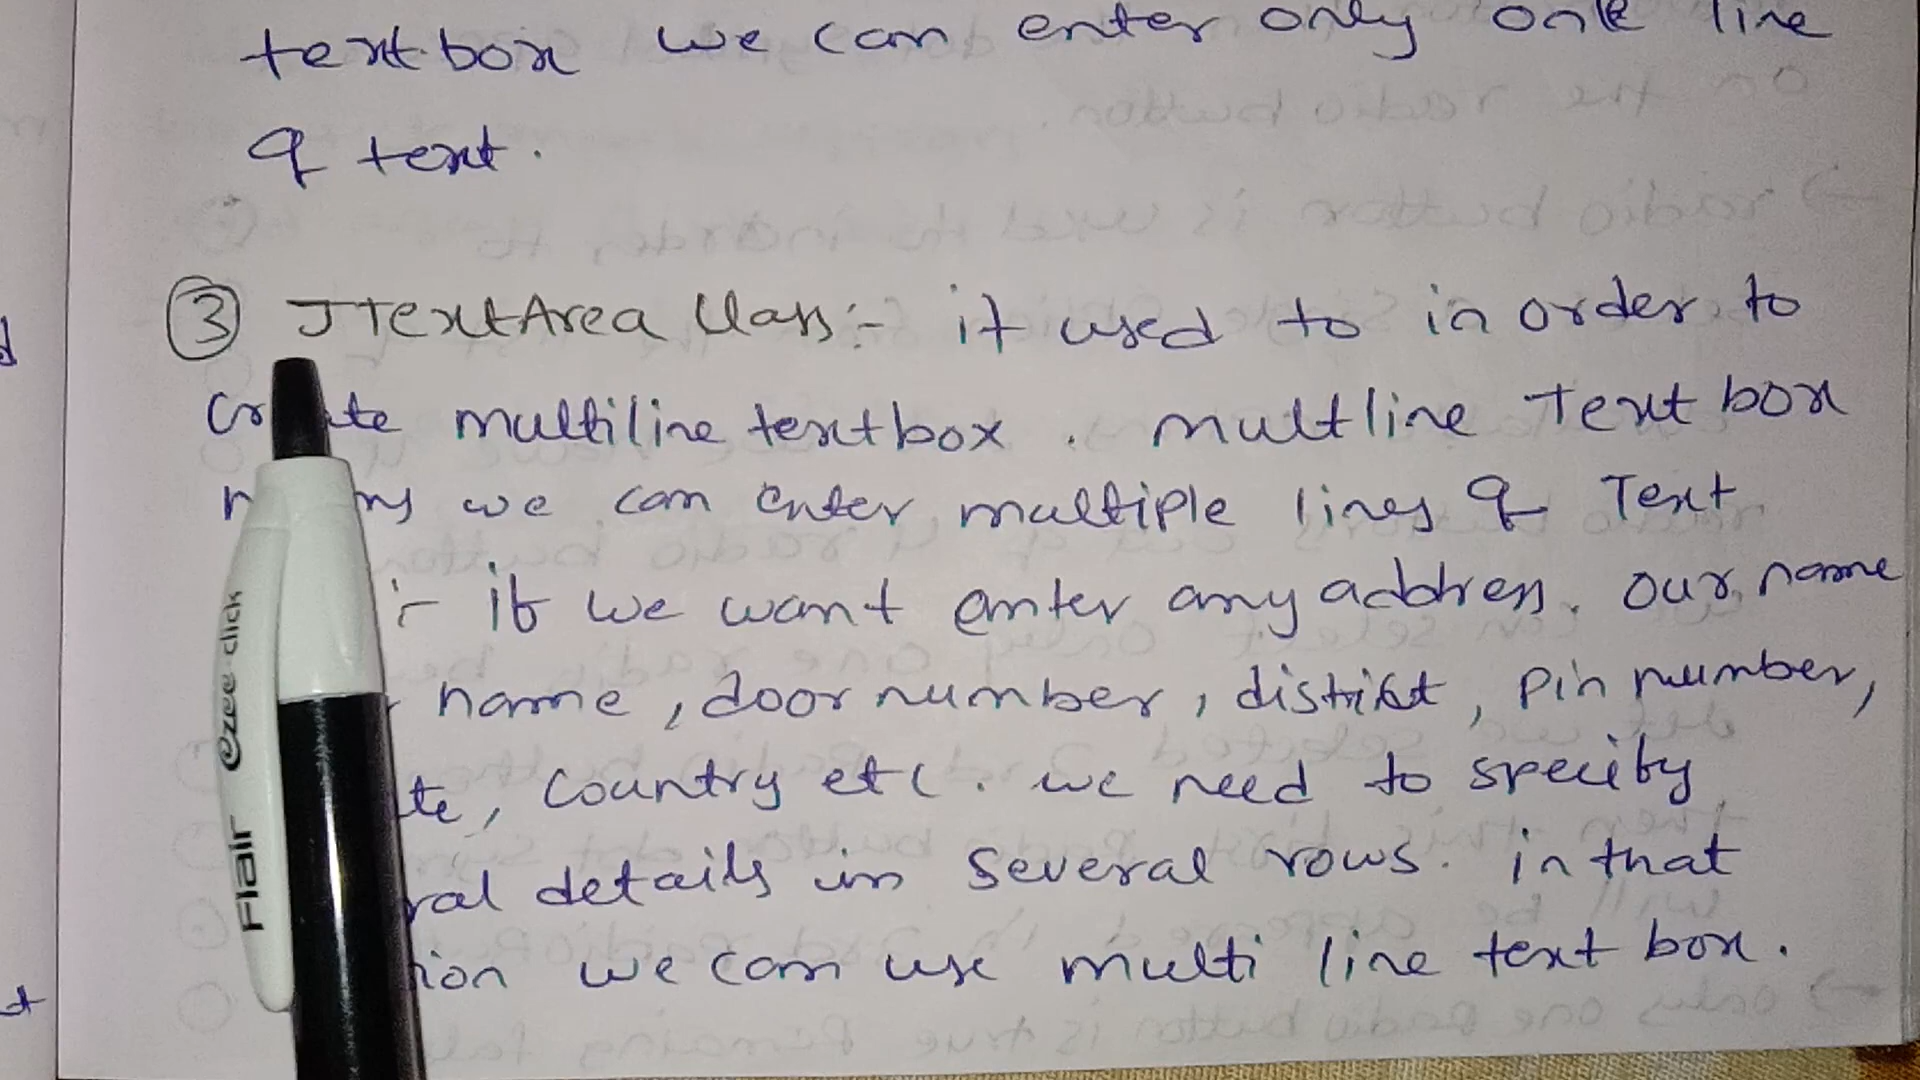 textbox we can enter only one line
of text.
③ JTextArea class:- it used to in order to
create multiline textbox. multline Text box
we can enter multiple lines of Text
:- if we want enter any address. our name
name, door number, district, pin number,
country etc. we need to specify
details in several rows. in that
we can use multi line text box.
Flair ezee click